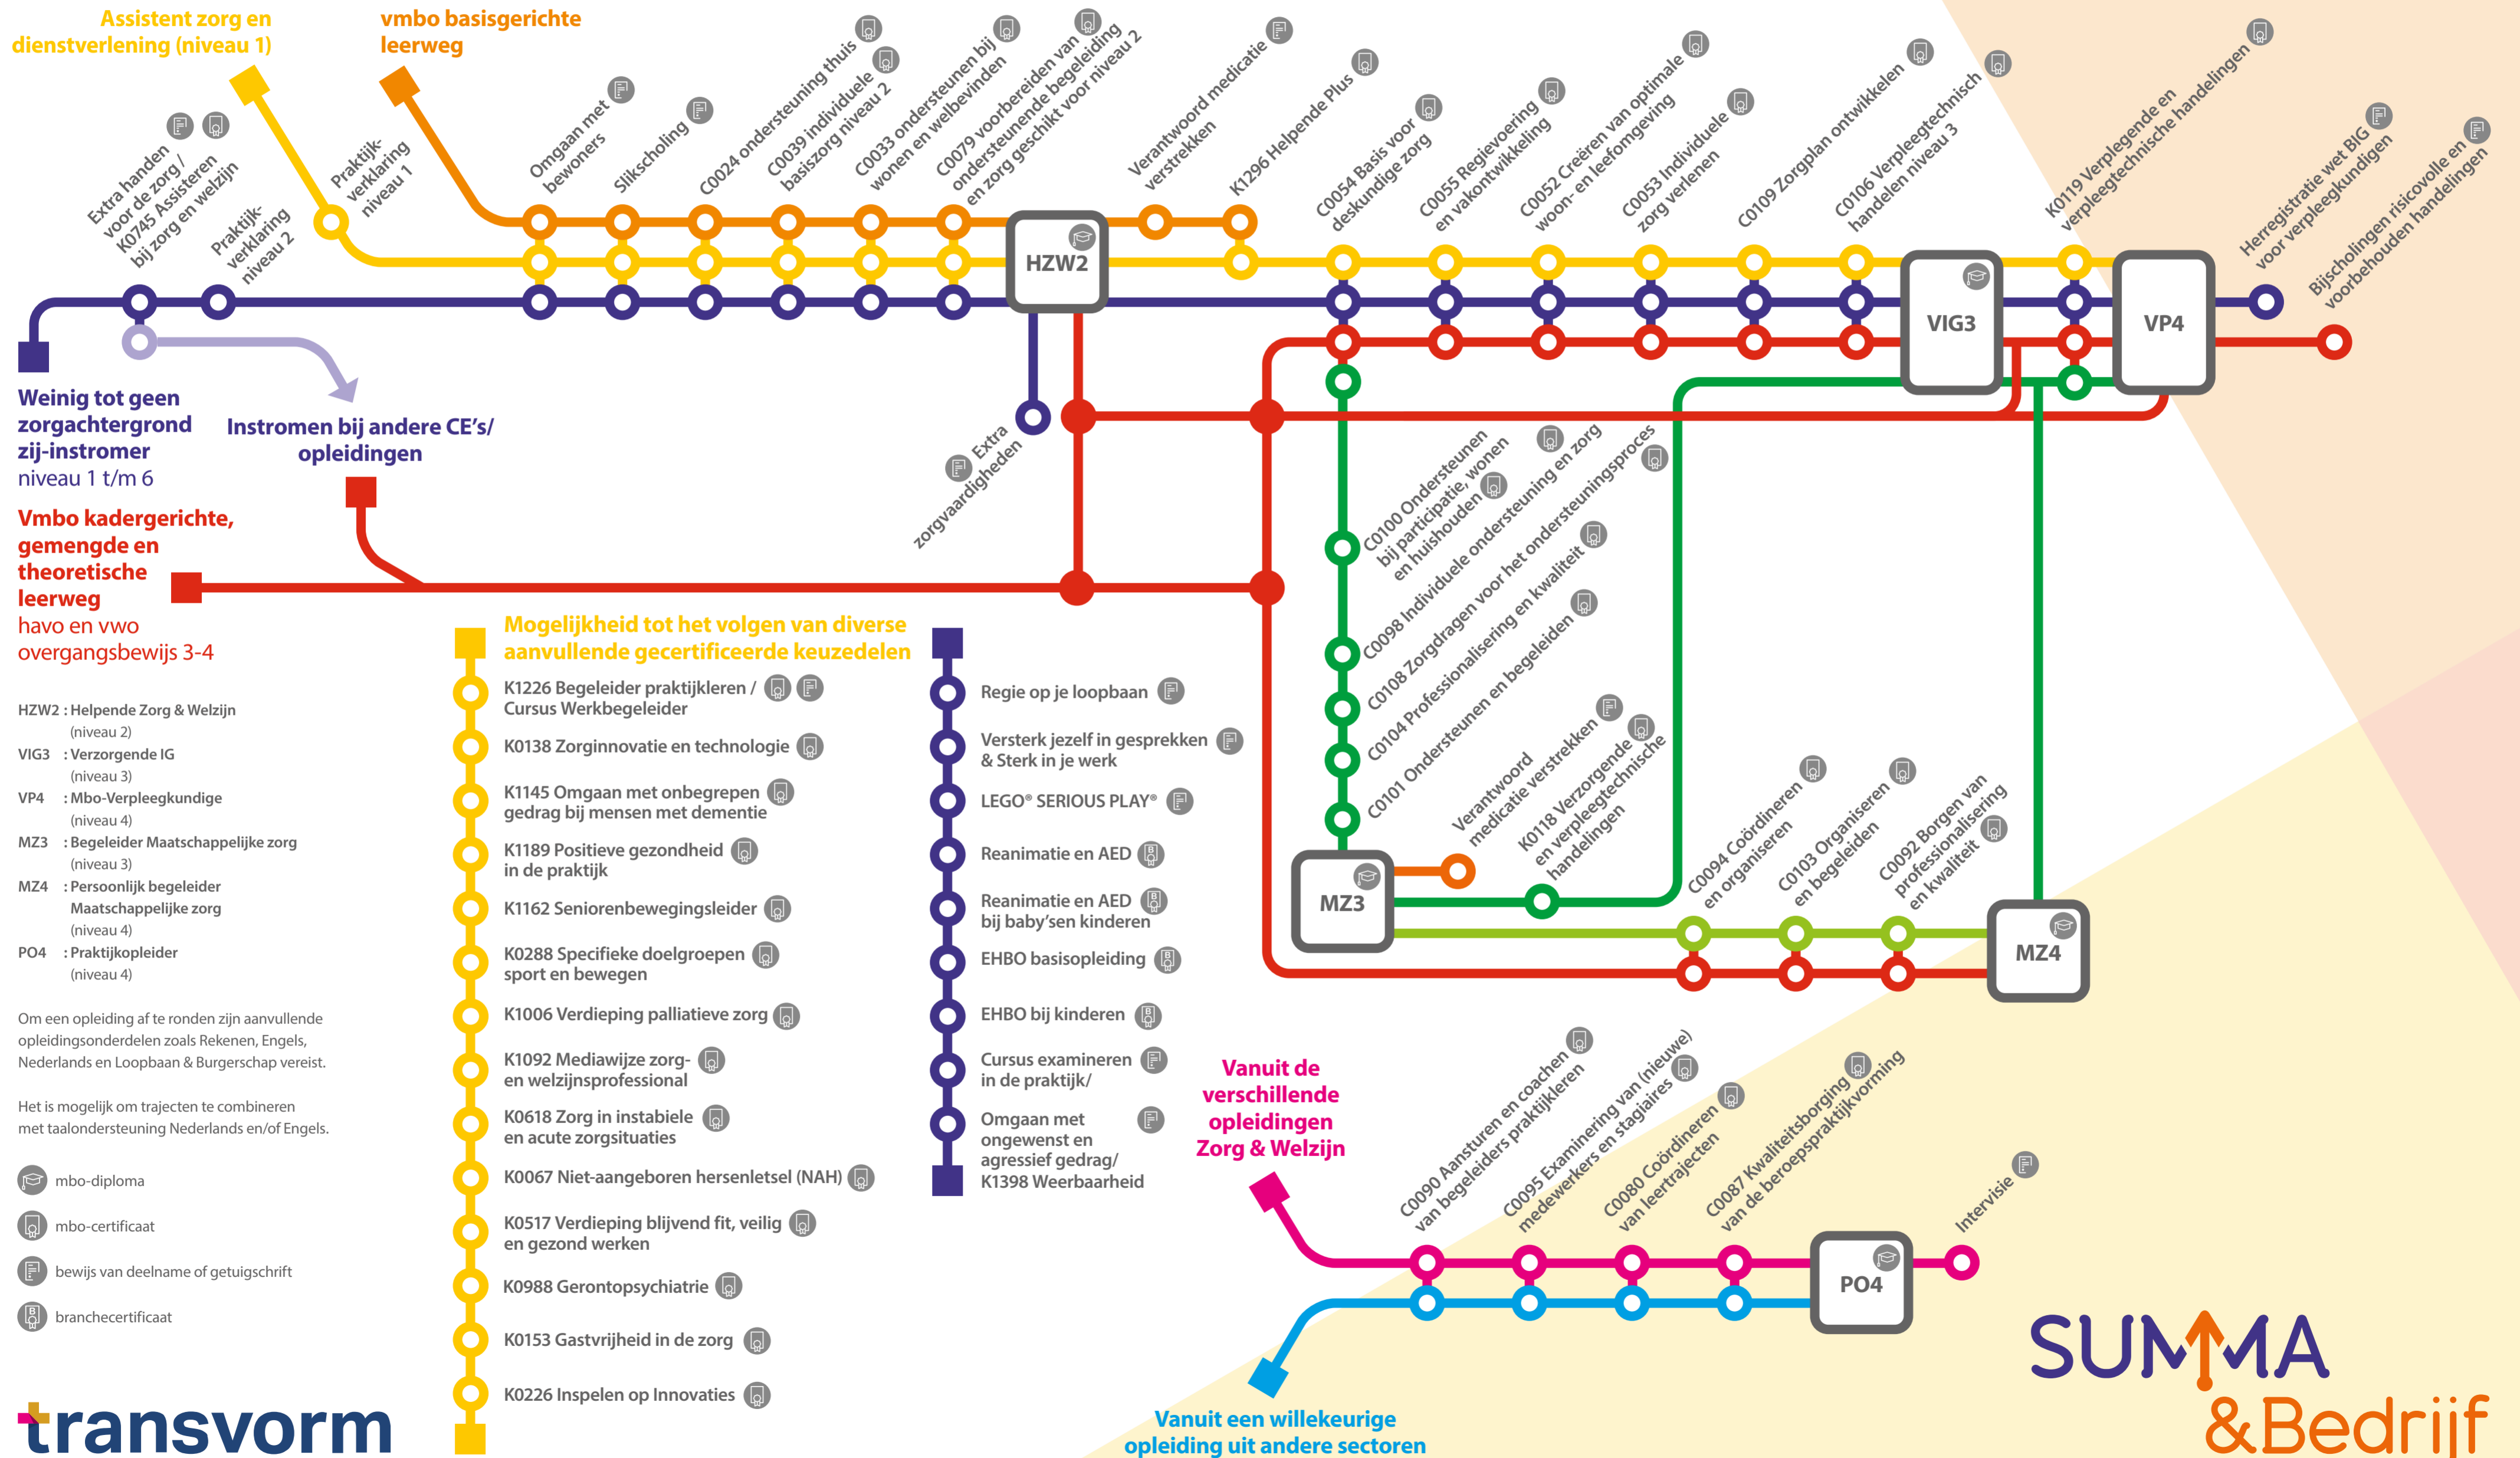 Assistent zorg en
dienstverlening (niveau 1)
vmbo basisgerichte
leerweg
Extra handen
voor de zorg /
K0745 Assisteren
bij zorg en welzijn
Praktijk-
verklaring
niveau 2
Praktijk-
verklaring
niveau 1
Omgaan met
bewoners
Slikscholing
C0024 ondersteuning thuis
C0039 individuele
basiszorg niveau 2
C0033 ondersteunen bij
wonen en welbevinden
C0079 voorbereiden van
ondersteunende begeleiding
en zorg geschikt voor niveau 2
Verantwoord medicatie
verstrekken
K1296 Helpende Plus
C0054 Basis voor
deskundige zorg
C0055 Regievoering
en vakontwikkeling
C0052 Creëren van optimale
woon- en leefomgeving
C0053 Individuele
zorg verlenen
C0109 Zorgplan ontwikkelen
C0106 Verpleegtechnisch
handelen niveau 3
K0119 Verplegende en
verpleegtechnische handelingen
Herregistratie wet BIG
voor verpleegkundigen
Bijscholingen risicovolle en
voorbehouden handelingen
HZW2
VIG3
VP4
Weinig tot geen
zorgachtergrond
zij-instromer
niveau 1 t/m 6
Instromen bij andere CE's/
opleidingen
Extra
zorgvaardigheden
Vmbo kadergerichte,
gemengde en
theoretische
leerweg
havo en vwo
overgangsbewijs 3-4
C0100 Ondersteunen
bij participatie, wonen
en huishouden
C0098 Individuele ondersteuning en zorg
C0108 Zorgdragen voor het ondersteuningsproces
C0104 Professionalisering en kwaliteit
C0101 Ondersteunen en begeleiden
Verantwoord
medicatie verstrekken
K0118 Verzorgende
en verpleegtechnische
handelingen
C0094 Coördineren
en organiseren
C0103 Organiseren
en begeleiden
C0092 Borgen van
professionalisering
en kwaliteit
MZ3
MZ4
HZW2 : Helpende Zorg & Welzijn
(niveau 2)
VIG3 : Verzorgende IG
(niveau 3)
VP4 : Mbo-Verpleegkundige
(niveau 4)
MZ3 : Begeleider Maatschappelijke zorg
(niveau 3)
MZ4 : Persoonlijk begeleider
Maatschappelijke zorg
(niveau 4)
PO4 : Praktijkopleider
(niveau 4)
Om een opleiding af te ronden zijn aanvullende
opleidingsonderdelen zoals Rekenen, Engels,
Nederlands en Loopbaan & Burgerschap vereist.
Het is mogelijk om trajecten te combineren
met taalondersteuning Nederlands en/of Engels.
mbo-diploma
mbo-certificaat
bewijs van deelname of getuigschrift
B
branchecertificaat
transvorm
Mogelijkheid tot het volgen van diverse
aanvullende gecertificeerde keuzedelen
K1226 Begeleider praktijkleren /
Cursus Werkbegeleider
K0138 Zorginnovatie en technologie
K1145 Omgaan met onbegrepen
gedrag bij mensen met dementie
K1189 Positieve gezondheid
in de praktijk
K1162 Seniorenbewegingsleider
K0288 Specifieke doelgroepen
sport en bewegen
K1006 Verdieping palliatieve zorg
K1092 Mediawijze zorg-
en welzijnsprofessional
K0618 Zorg in instabiele
en acute zorgsituaties
K0067 Niet-aangeboren hersenletsel (NAH)
K0517 Verdieping blijvend fit, veilig
en gezond werken
K0988 Gerontopsychiatrie
K0153 Gastvrijheid in de zorg
K0226 Inspelen op Innovaties
Regie op je loopbaan
Versterk jezelf in gesprekken
& Sterk in je werk
LEGO® SERIOUS PLAY®
Reanimatie en AED
B
Reanimatie en AED
B
bij baby'sen kinderen
EHBO basisopleiding
B
EHBO bij kinderen
B
Cursus examineren
in de praktijk/
Omgaan met
ongewenst en
agressief gedrag/
K1398 Weerbaarheid
Vanuit de
verschillende
opleidingen
Zorg & Welzijn
C0090 Aansturen en coachen
van begeleiders praktijkleren
C0095 Examinering van (nieuwe)
medewerkers en stagiaires
C0080 Coördineren
van leertrajecten
C0087 Kwaliteitsborging
van de beroepspraktijkvorming
PO4
Intervisie
Vanuit een willekeurige
opleiding uit andere sectoren
SUMMA
&Bedrijf